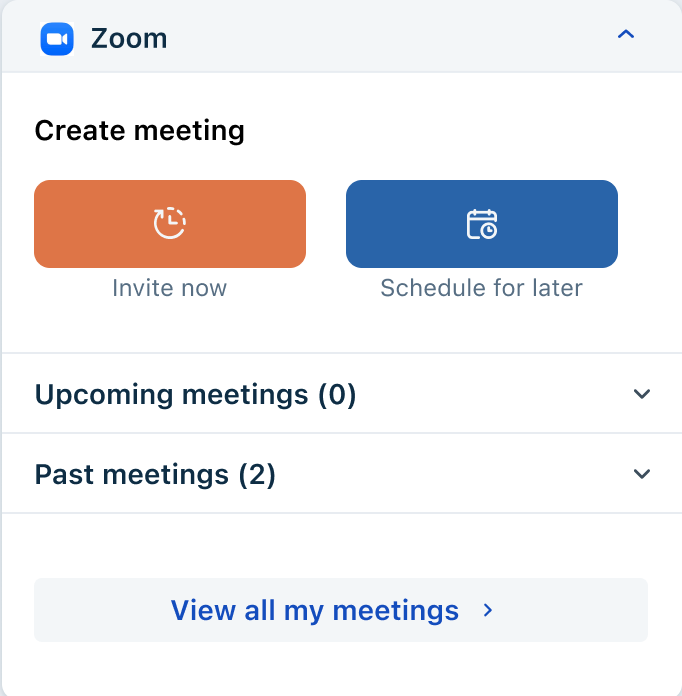 Zoom
Create meeting
Invite now
Schedule for later
Upcoming meetings (0)
Past meetings (2)
View all my meetings